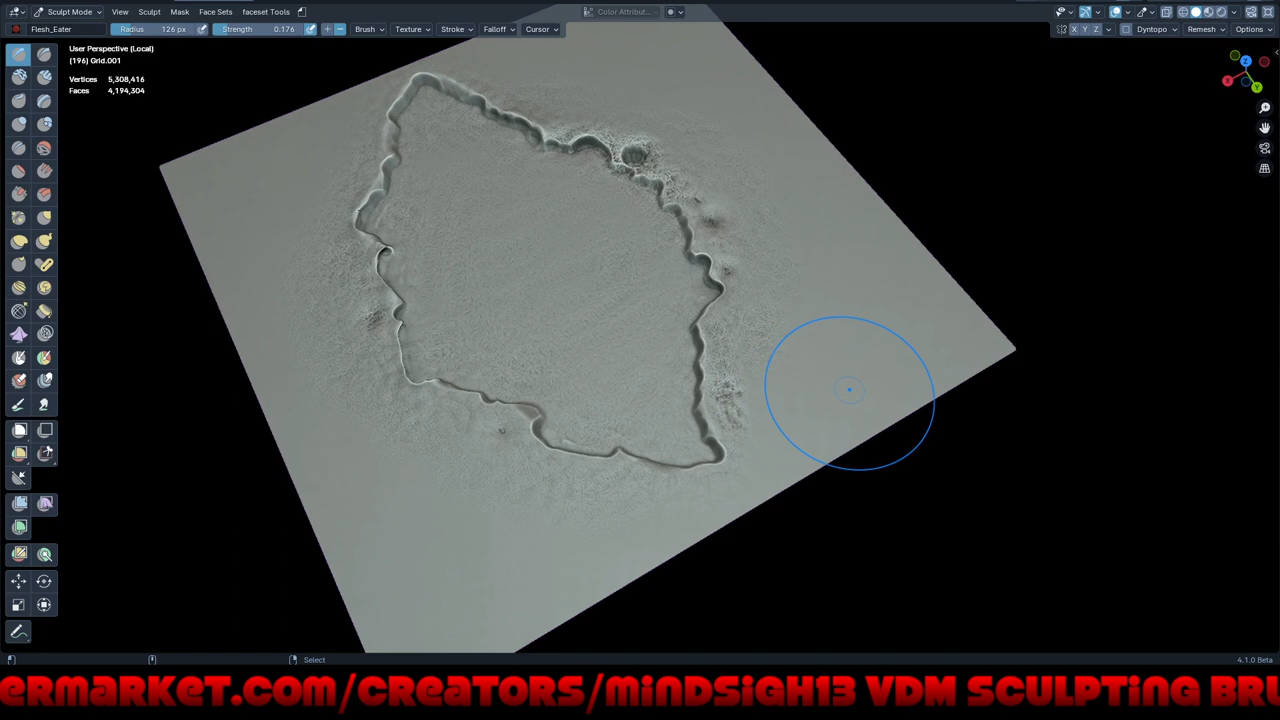 Sculpt Mode View Sculpt Mask Face Sets faceset Tools Color Attribut...
Flesh_Eater Radius 126 px Strength 0.176 Brush Texture Stroke Falloff Cursor X Y Z Dyntopo Remesh Options
User Perspective (Local)
(196) Grid.001
Vertices 5,308,416
Faces 4,194,304
Z
X
Y
Select 4.1.0 Beta
ermarket.com/creators/mindsigh13 VDM Sculpting Bru